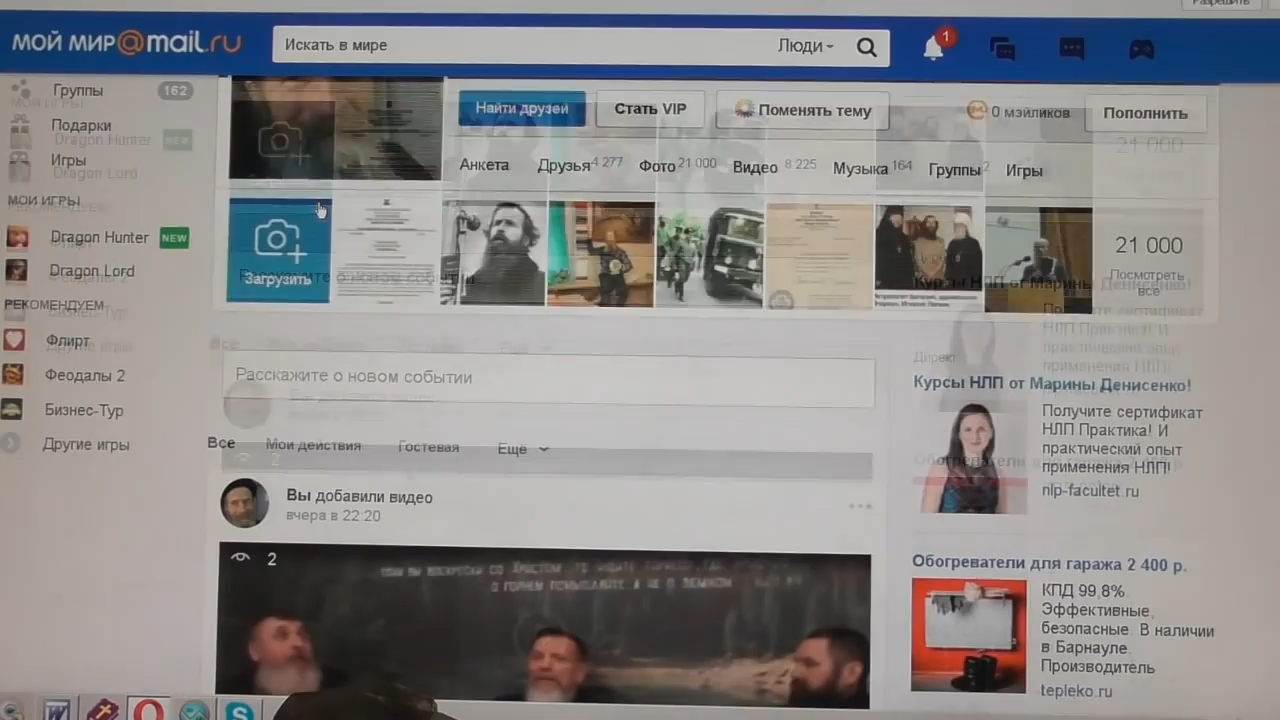 Разрешить
МОЙ МИР@mail.ru
Искать в мире
Люди
1
Группы 162
Подарки
Игры
МОИ ИГРЫ
Dragon Hunter NEW
Dragon Lord
РЕКОМЕНДУЕМ
Флирт
Феодалы 2
Бизнес-Тур
Другие игры
Найти друзей
Стать VIP
Поменять тему
0 мэйликов
Пополнить
Анкета
Друзья 4 277
Фото 21 000
Видео 8 225
Музыка 164
Группы 2
Игры
Загрузить
21 000
Посмотреть
все
Расскажите о новом событии
Все
Мои действия
Гостевая
Ещё
Вы добавили видео
вчера в 22:20
2
Директ
Курсы НЛП от Марины Денисенко!
Получите сертификат
НЛП Практика! И
практический опыт
применения НЛП!
nlp-facultet.ru
Обогреватели для гаража 2 400 р.
КПД 99,8%
Эффективные,
безопасные. В наличии
в Барнауле.
Производитель
tepleko.ru